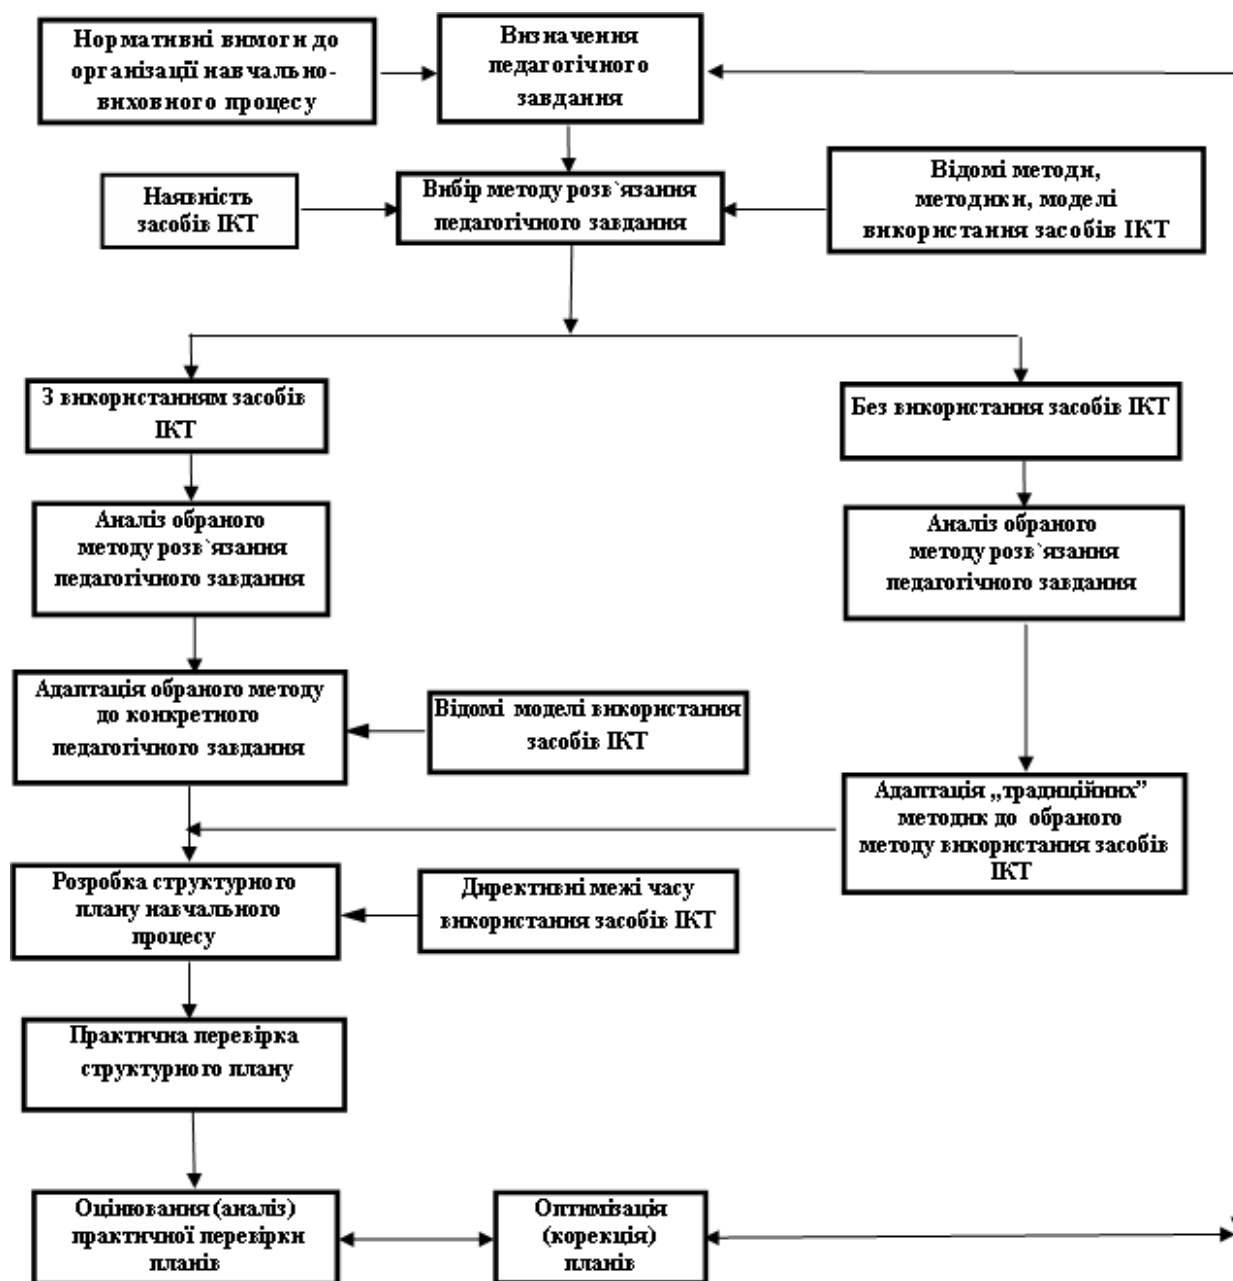 Нормативні вимоги до
організації навчально-
виховного процесу
Визначення
педагогічного
завдання
Наявність
засобів ІКТ
Вибір методу розв`язання
педагогічного завдання
Відомі методи,
методики, моделі
використання засобів ІКТ
З використанням засобів
ІКТ
Без використання засобів ІКТ
Аналіз обраного
методу розв`язання
педагогічного завдання
Аналіз обраного
методу розв`язання
педагогічного завдання
Адаптація обраного методу
до конкретного
педагогічного завдання
Відомі моделі використання
засобів ІКТ
Адаптація „традиційних”
методик до обраного
методу використання засобів
ІКТ
Розробка структурного
плану навчального
процесу
Директивні межі часу
використання засобів ІКТ
Практична перевірка
структурного плану
Оцінювання (аналіз)
практичної перевірки
планів
Оптимізація
(корекція)
планів